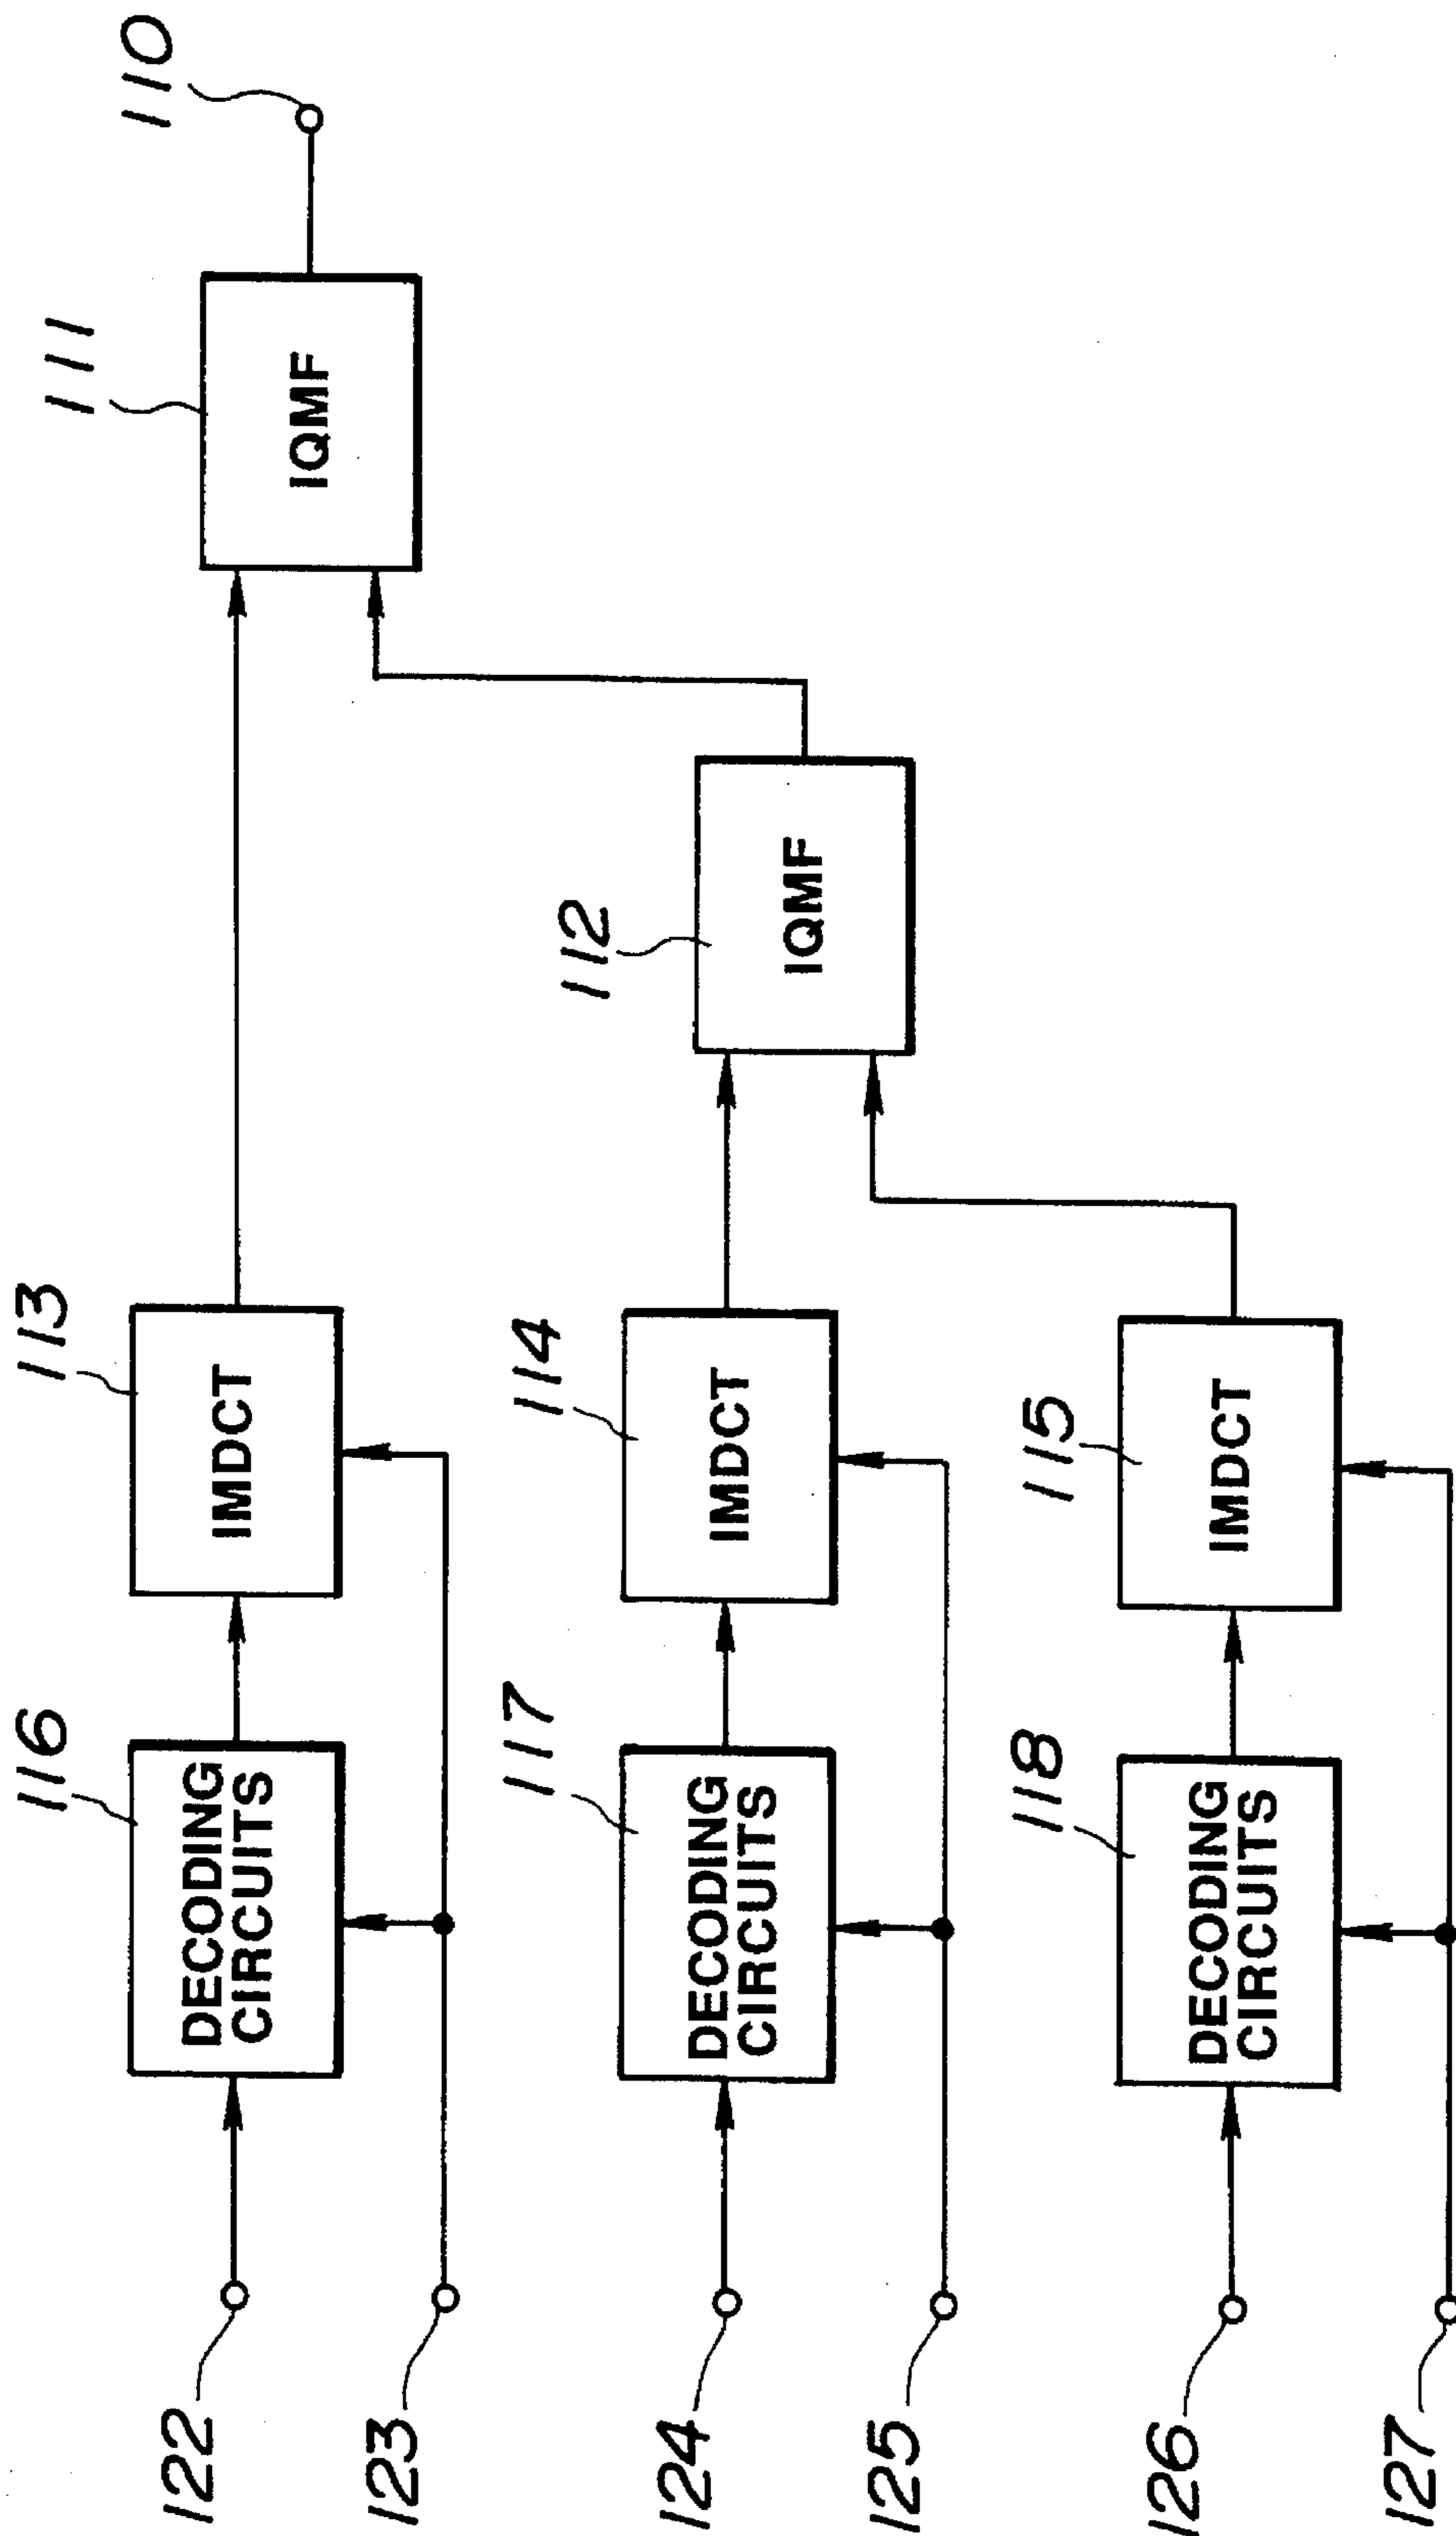 110
111
IQMF
112
IQMF
113
IMDCT
114
IMDCT
115
IMDCT
116
DECODING
CIRCUITS
117
DECODING
CIRCUITS
118
DECODING
CIRCUITS
122
123
124
125
126
127